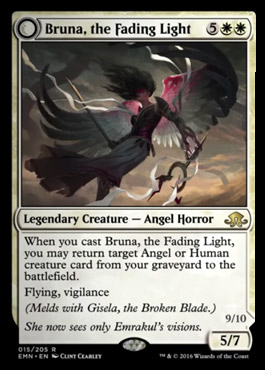 Bruna, the Fading Light 5
Legendary Creature — Angel Horror
When you cast Bruna, the Fading Light,
you may return target Angel or Human
creature card from your graveyard to the
battlefield.
Flying, vigilance
(Melds with Gisela, the Broken Blade.)
She now sees only Emrakul's visions.
9/10
5/7
015/205 R
EMN • EN CLINT CEARLEY
™ & © 2016 Wizards of the Coast